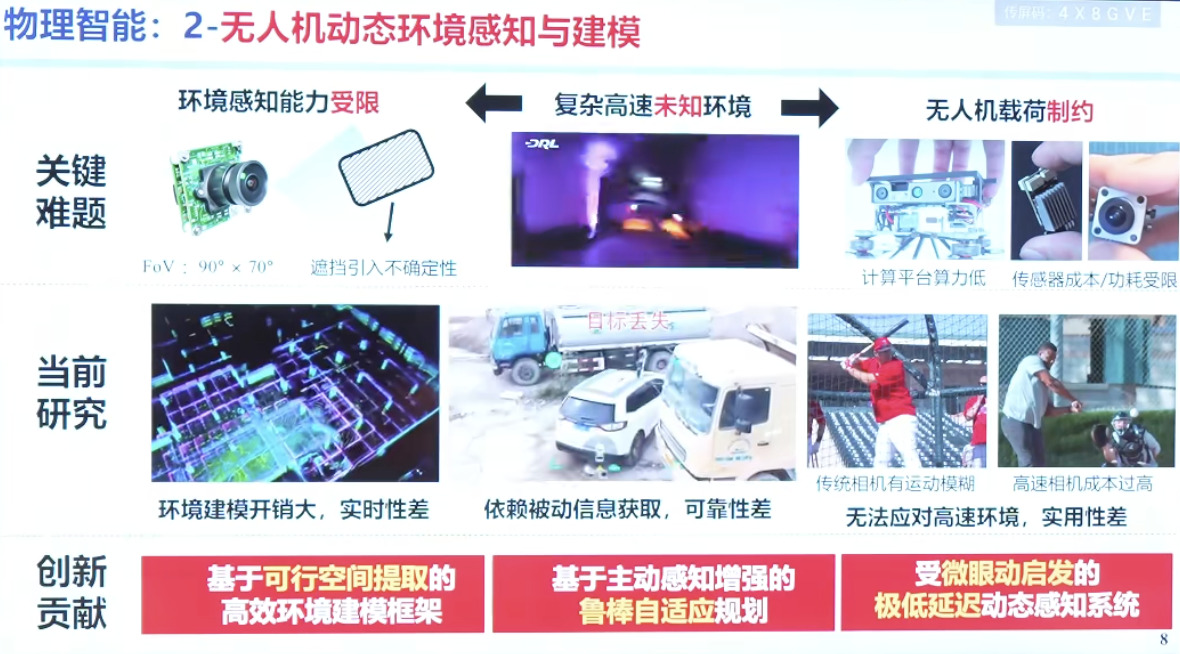 物理智能：2-无人机动态环境感知与建模
传屏码：4X8GVE
环境感知能力受限
复杂高速未知环境
无人机载荷制约
关键
难题
DRL
FoV：90° × 70°
遮挡引入不确定性
计算平台算力低
传感器成本/功耗受限
当前
研究
目标丢失
传统相机有运动模糊
高速相机成本过高
环境建模开销大，实时性差
依赖被动信息获取，可靠性差
无法应对高速环境，实用性差
创新
贡献
基于可行空间提取的
高效环境建模框架
基于主动感知增强的
鲁棒自适应规划
受微眼动启发的
极低延迟动态感知系统
8